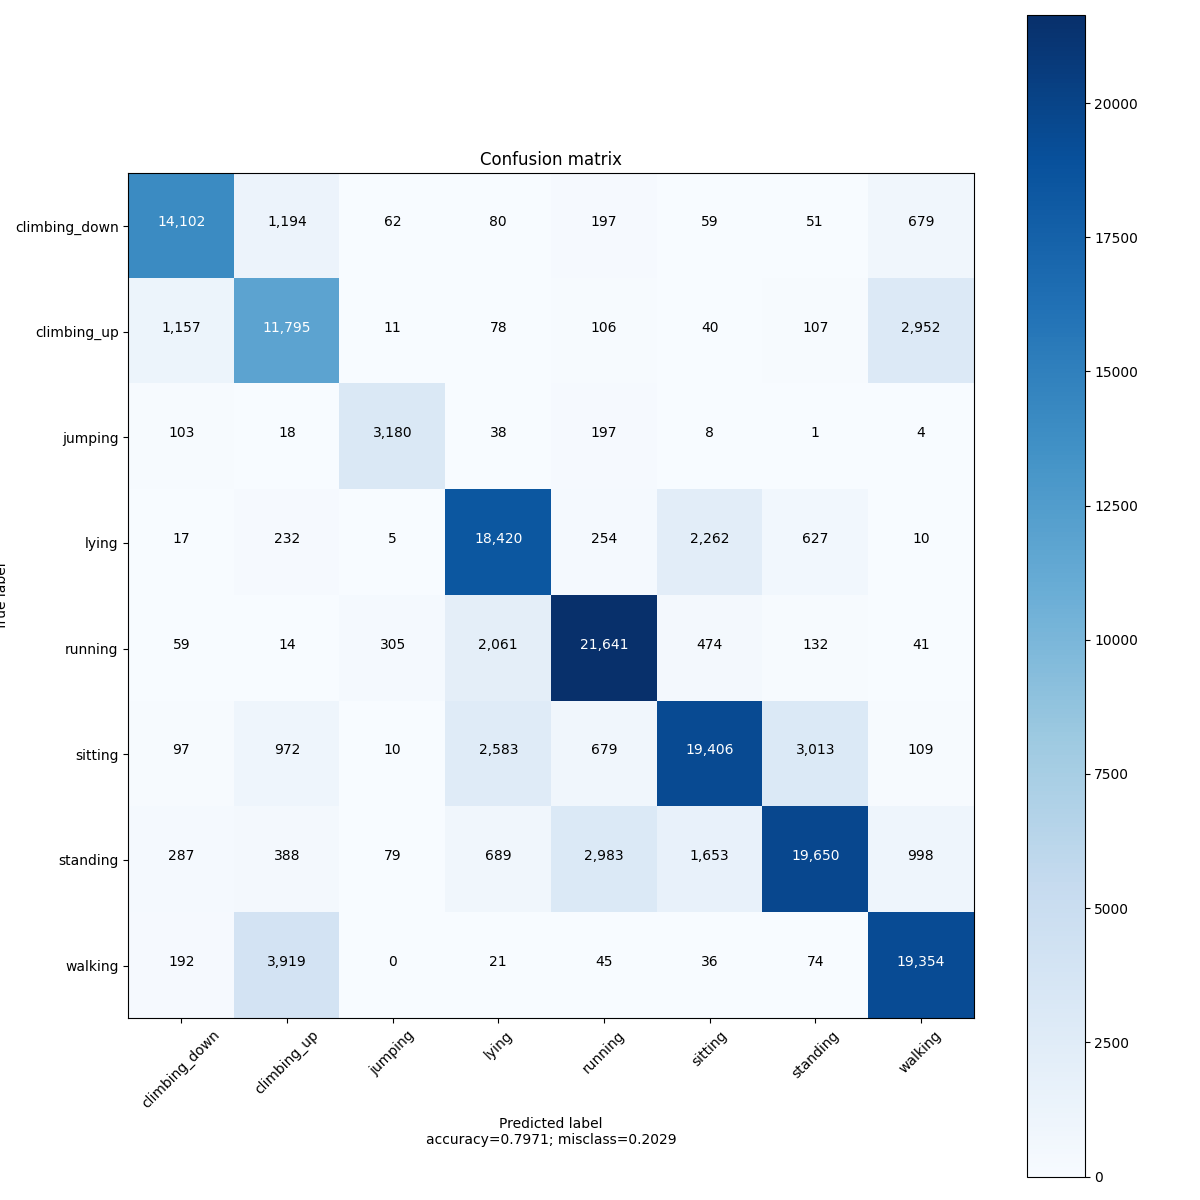 Confusion matrix
climbing_down 14,102 1,194 62 80 197 59 51 679
climbing_up 1,157 11,795 11 78 106 40 107 2,952
jumping 103 18 3,180 38 197 8 1 4
lying 17 232 5 18,420 254 2,262 627 10
running 59 14 305 2,061 21,641 474 132 41
sitting 97 972 10 2,583 679 19,406 3,013 109
standing 287 388 79 689 2,983 1,653 19,650 998
walking 192 3,919 0 21 45 36 74 19,354
climbing_down climbing_up jumping lying running sitting standing walking
Predicted label
accuracy=0.7971; misclass=0.2029
20000
17500
15000
12500
10000
7500
5000
2500
0